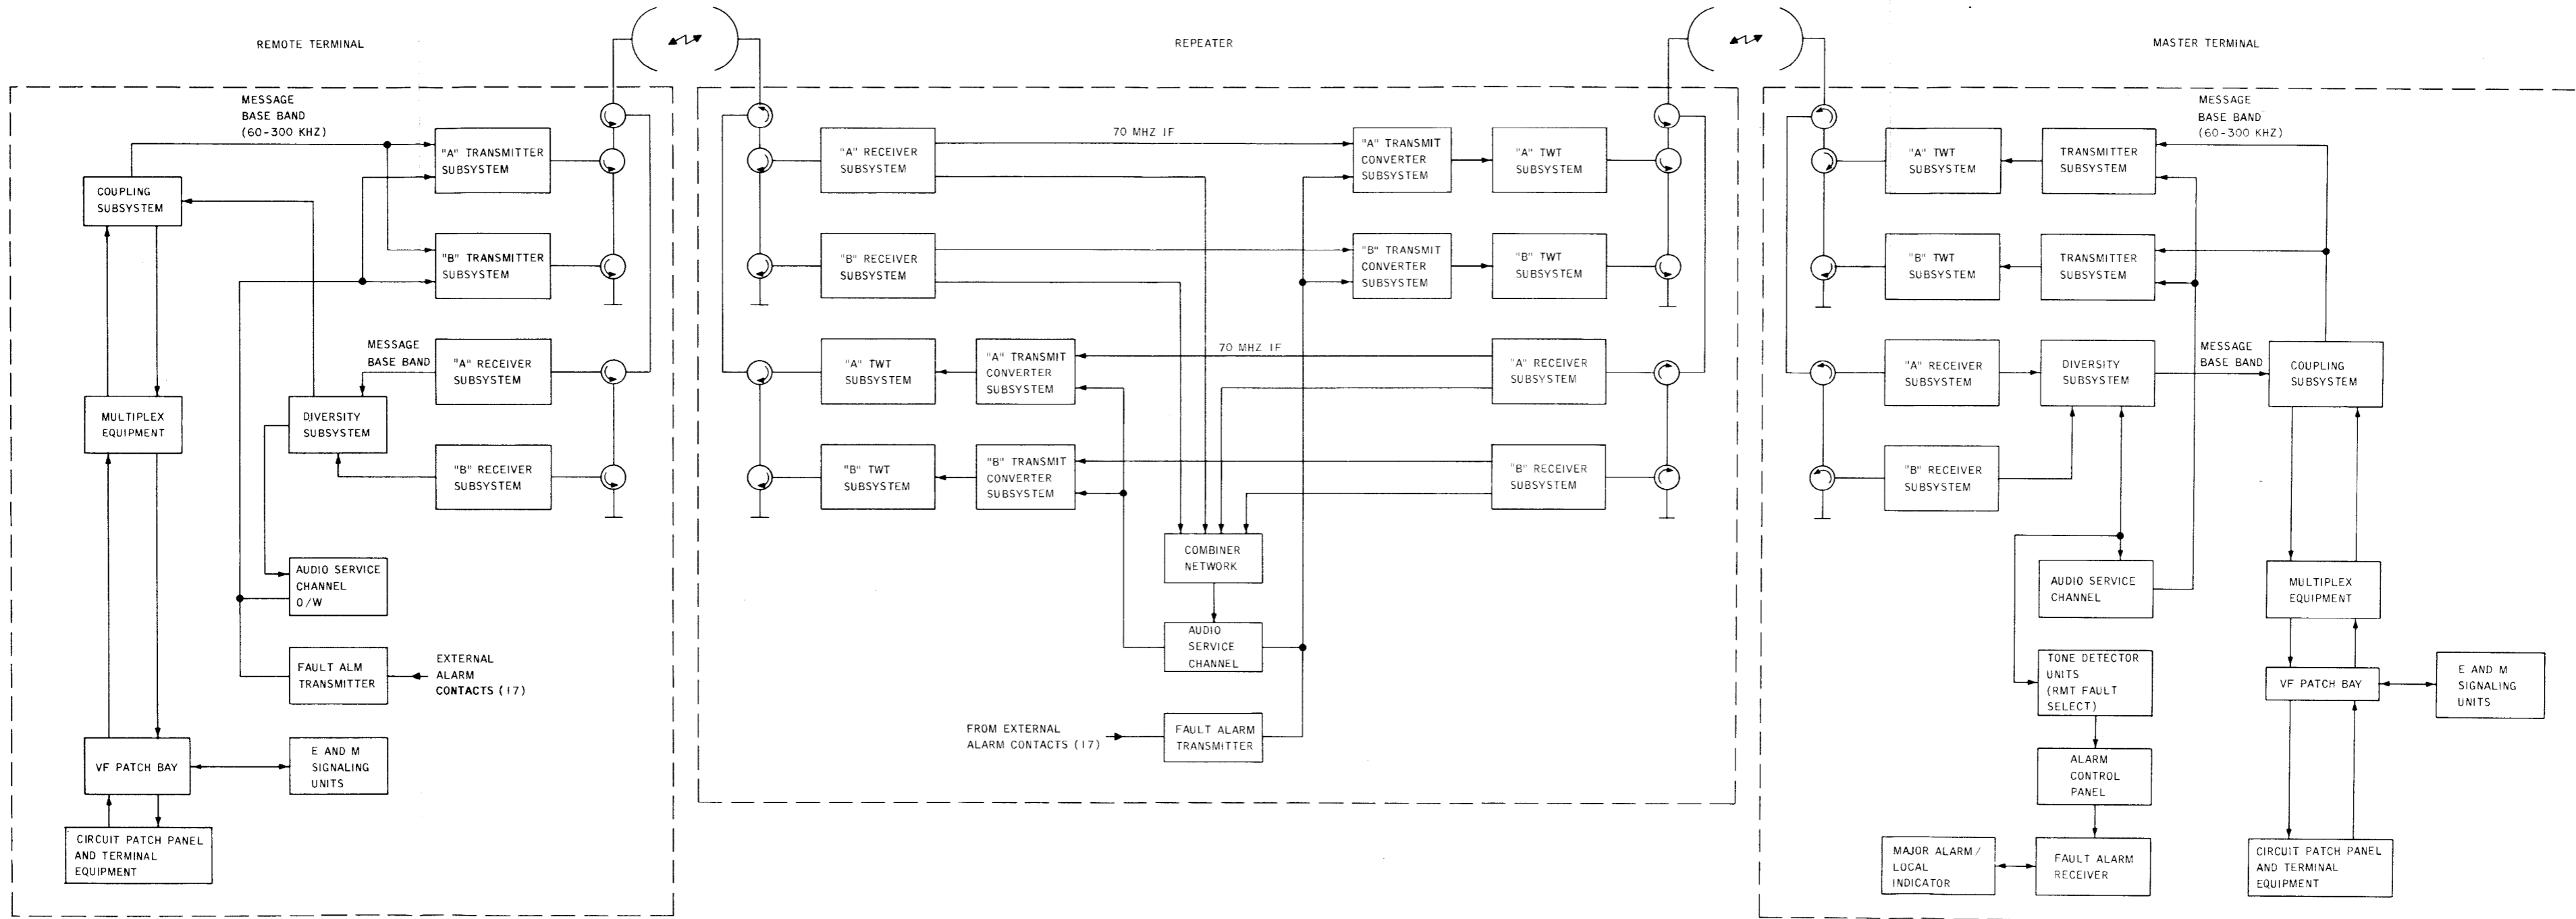 REMOTE TERMINAL
MESSAGE
BASE BAND
(60-300 KHZ)
"A" TRANSMITTER
SUBSYSTEM
COUPLING
SUBSYSTEM
"B" TRANSMITTER
SUBSYSTEM
MESSAGE
BASE BAND
"A" RECEIVER
SUBSYSTEM
MULTIPLEX
EQUIPMENT
DIVERSITY
SUBSYSTEM
"B" RECEIVER
SUBSYSTEM
AUDIO SERVICE
CHANNEL
O/W
FAULT ALM
TRANSMITTER
EXTERNAL
ALARM
CONTACTS (17)
VF PATCH BAY
E AND M
SIGNALING
UNITS
CIRCUIT PATCH PANEL
AND TERMINAL
EQUIPMENT
REPEATER
"A" RECEIVER
SUBSYSTEM
70 MHZ IF
"A" TRANSMIT
CONVERTER
SUBSYSTEM
"A" TWT
SUBSYSTEM
"B" RECEIVER
SUBSYSTEM
"B" TRANSMIT
CONVERTER
SUBSYSTEM
"B" TWT
SUBSYSTEM
"A" TWT
SUBSYSTEM
"A" TRANSMIT
CONVERTER
SUBSYSTEM
70 MHZ IF
"A" RECEIVER
SUBSYSTEM
"B" TWT
SUBSYSTEM
"B" TRANSMIT
CONVERTER
SUBSYSTEM
"B" RECEIVER
SUBSYSTEM
COMBINER
NETWORK
AUDIO
SERVICE
CHANNEL
FROM EXTERNAL
ALARM CONTACTS (17)
FAULT ALARM
TRANSMITTER
MASTER TERMINAL
MESSAGE
BASE BAND
(60-300 KHZ)
"A" TWT
SUBSYSTEM
TRANSMITTER
SUBSYSTEM
"B" TWT
SUBSYSTEM
TRANSMITTER
SUBSYSTEM
"A" RECEIVER
SUBSYSTEM
DIVERSITY
SUBSYSTEM
MESSAGE
BASE BAND
COUPLING
SUBSYSTEM
"B" RECEIVER
SUBSYSTEM
AUDIO SERVICE
CHANNEL
MULTIPLEX
EQUIPMENT
TONE DETECTOR
UNITS
(RMT FAULT
SELECT)
VF PATCH BAY
E AND M
SIGNALING
UNITS
ALARM
CONTROL
PANEL
MAJOR ALARM/
LOCAL
INDICATOR
FAULT ALARM
RECEIVER
CIRCUIT PATCH PANEL
AND TERMINAL
EQUIPMENT